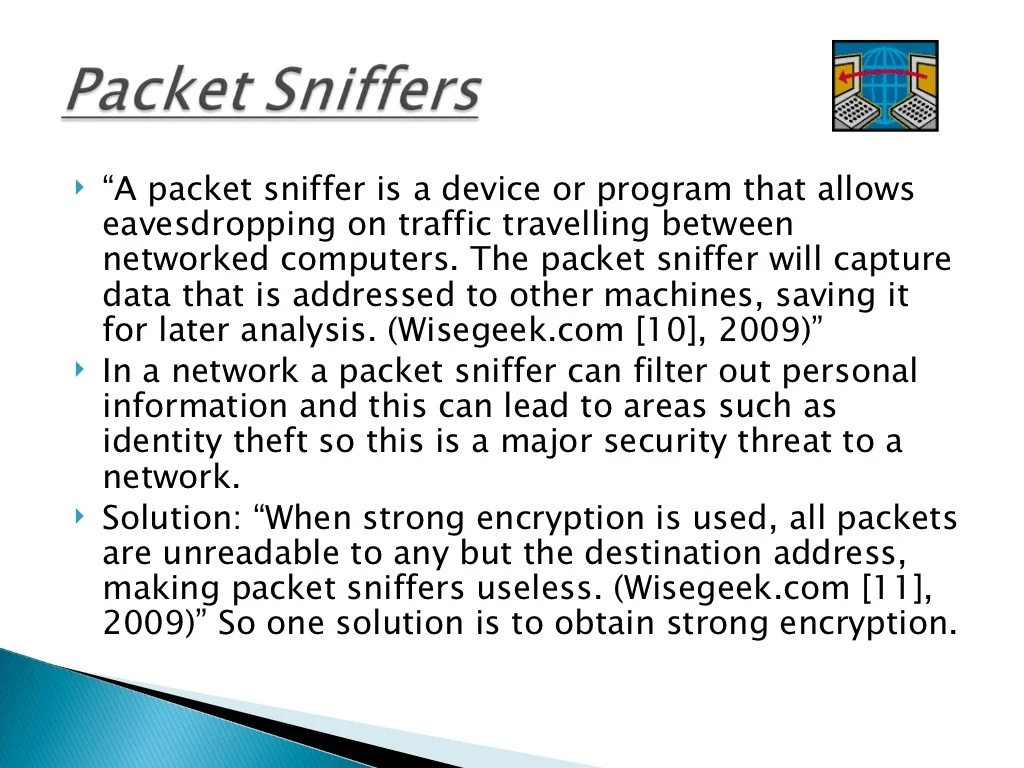 Packet Sniffers
“A packet sniffer is a device or program that allows
eavesdropping on traffic travelling between
networked computers. The packet sniffer will capture
data that is addressed to other machines, saving it
for later analysis. (Wisegeek.com [10], 2009)”
In a network a packet sniffer can filter out personal
information and this can lead to areas such as
identity theft so this is a major security threat to a
network.
Solution: “When strong encryption is used, all packets
are unreadable to any but the destination address,
making packet sniffers useless. (Wisegeek.com [11],
2009)” So one solution is to obtain strong encryption.